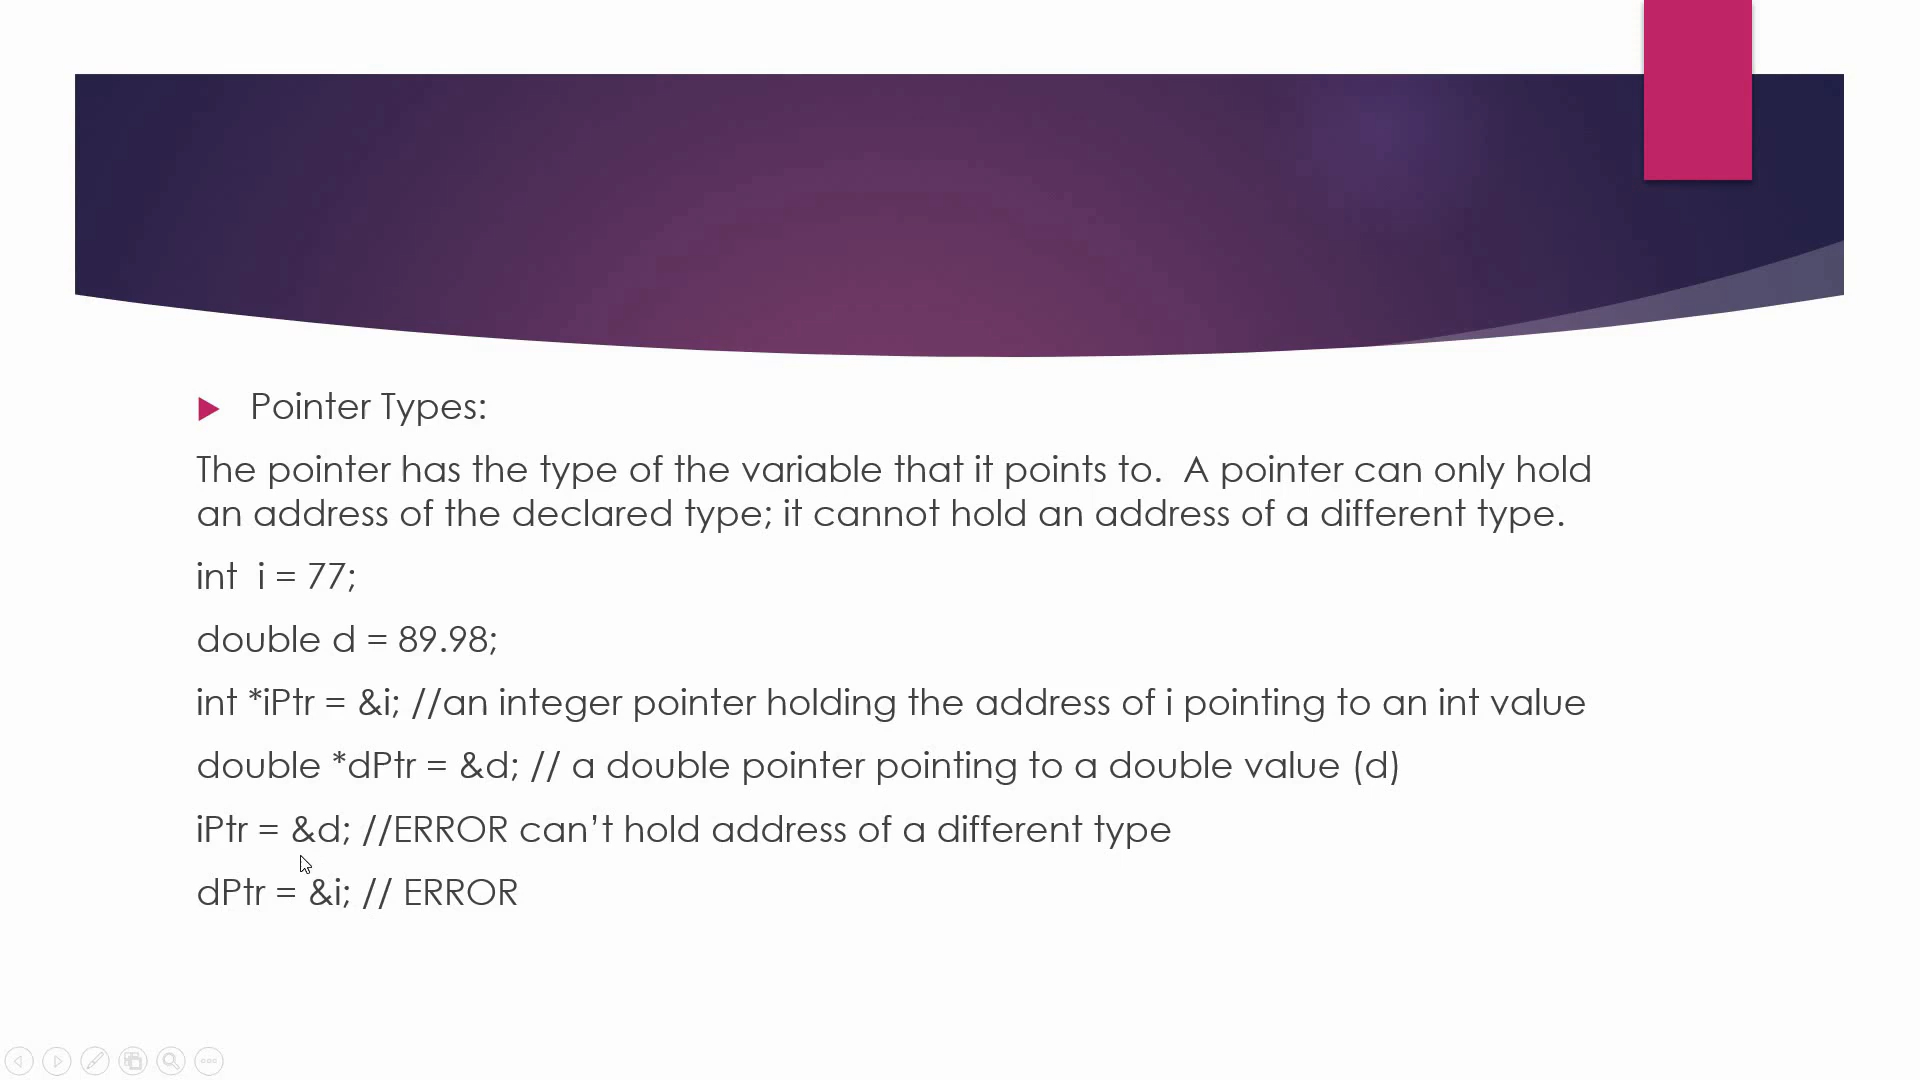 Pointer Types:
The pointer has the type of the variable that it points to.  A pointer can only hold
an address of the declared type; it cannot hold an address of a different type.
int  i = 77;
double d = 89.98;
int *iPtr = &i; //an integer pointer holding the address of i pointing to an int value
double *dPtr = &d; // a double pointer pointing to a double value (d)
iPtr = &d; //ERROR can’t hold address of a different type
dPtr = &i; // ERROR